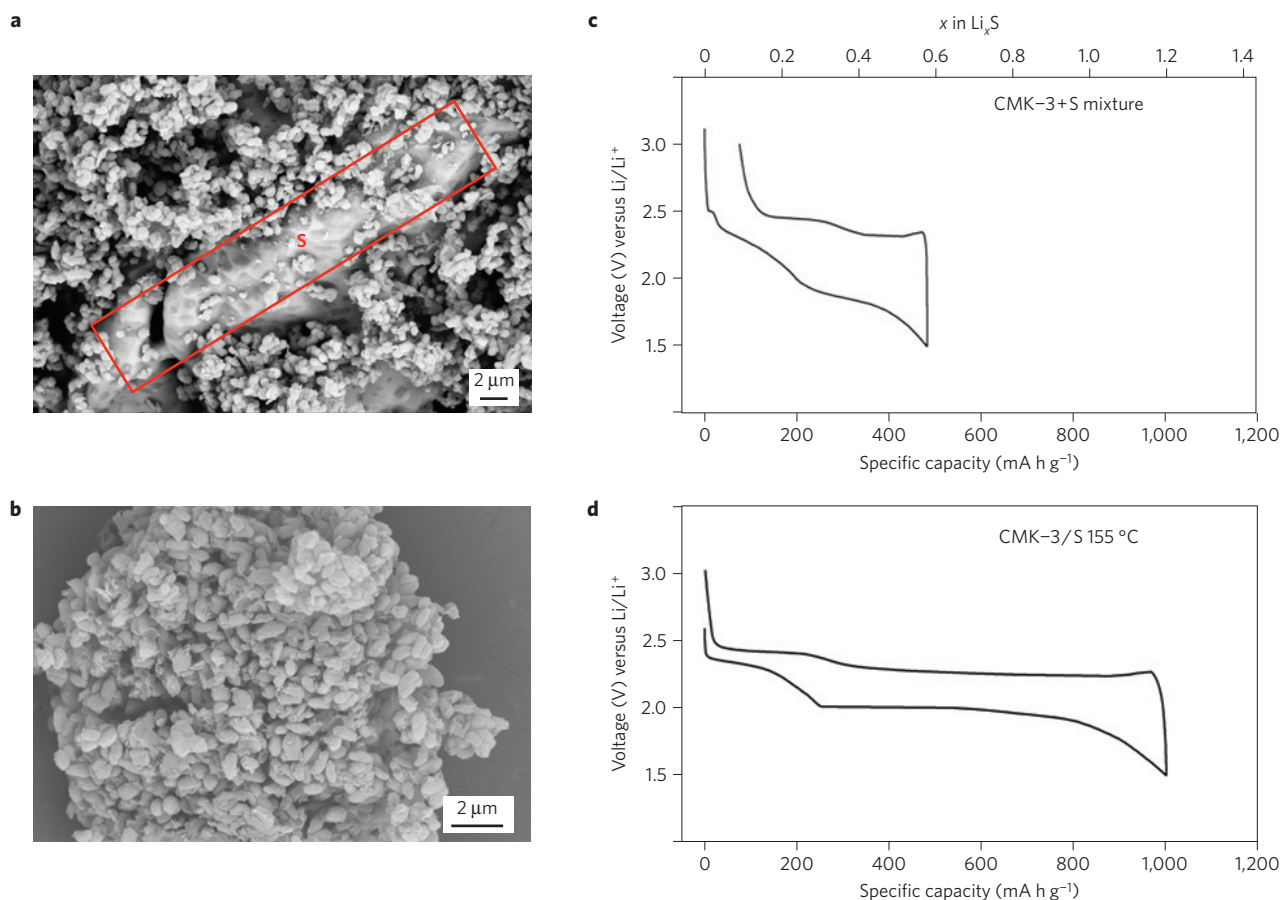 a
S
2 μm
b
2 μm
c
x in LiₓS
0 0.2 0.4 0.6 0.8 1.0 1.2 1.4
CMK–3+S mixture
3.0
2.5
2.0
1.5
Voltage (V) versus Li/Li⁺
0 200 400 600 800 1,000 1,200
Specific capacity (mA h g⁻¹)
d
CMK–3/S 155 °C
3.0
2.5
2.0
1.5
Voltage (V) versus Li/Li⁺
0 200 400 600 800 1,000 1,200
Specific capacity (mA h g⁻¹)